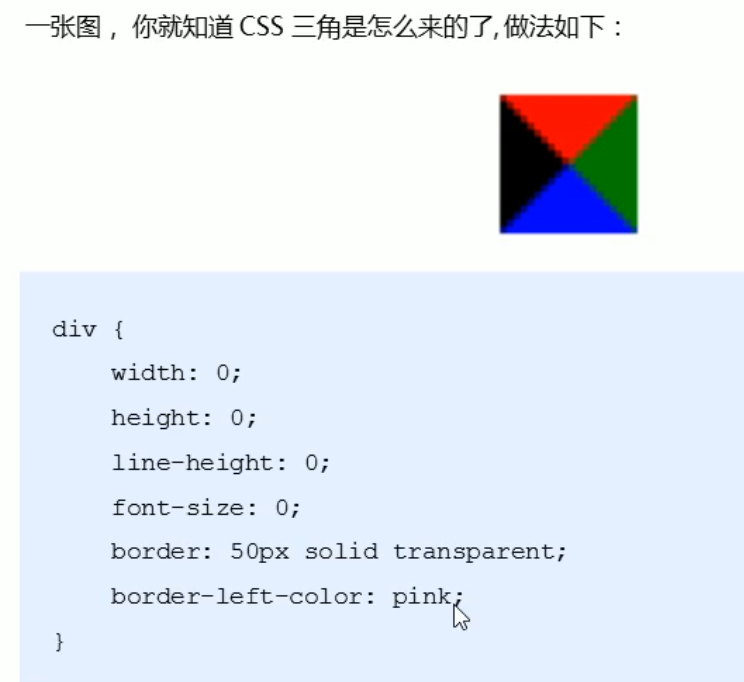 一张图， 你就知道 CSS 三角是怎么来的了, 做法如下：
div {
    width: 0;
    height: 0;
    line-height: 0;
    font-size: 0;
    border: 50px solid transparent;
    border-left-color: pink;
}